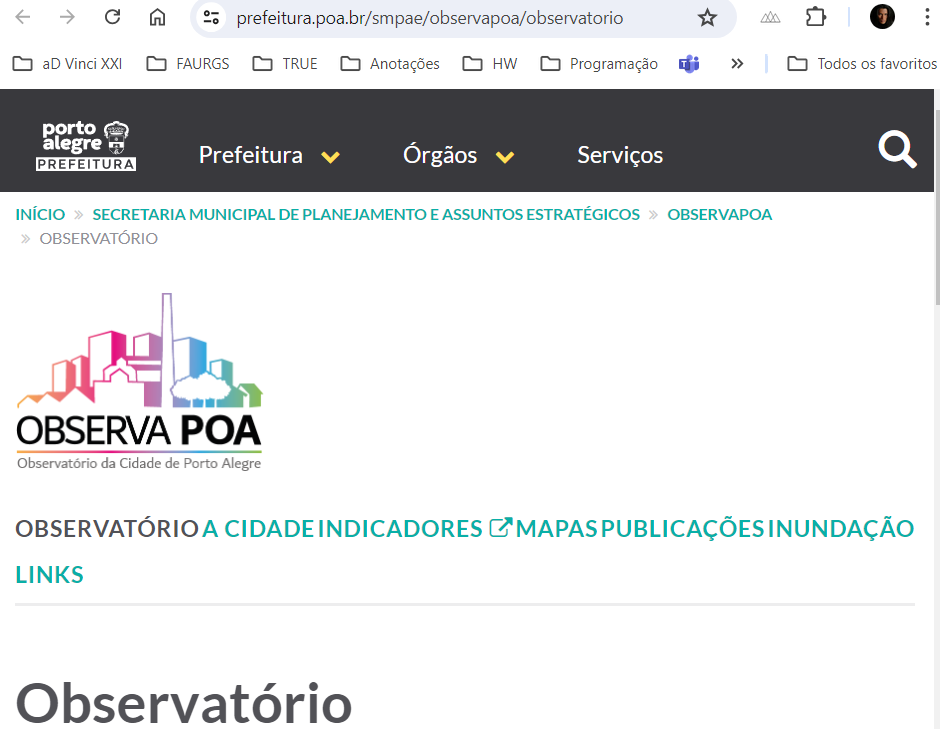 prefeitura.poa.br/smpae/observapoa/observatorio
aD Vinci XXI FAURGS TRUE Anotações HW Programação » Todos os favoritos
porto
alegre
PREFEITURA
Prefeitura Órgãos Serviços
INÍCIO » SECRETARIA MUNICIPAL DE PLANEJAMENTO E ASSUNTOS ESTRATÉGICOS » OBSERVAPOA
» OBSERVATÓRIO
OBSERVA POA
Observatório da Cidade de Porto Alegre
OBSERVATÓRIO A CIDADE INDICADORES MAPAS PUBLICAÇÕES INUNDAÇÃO
LINKS
Observatório